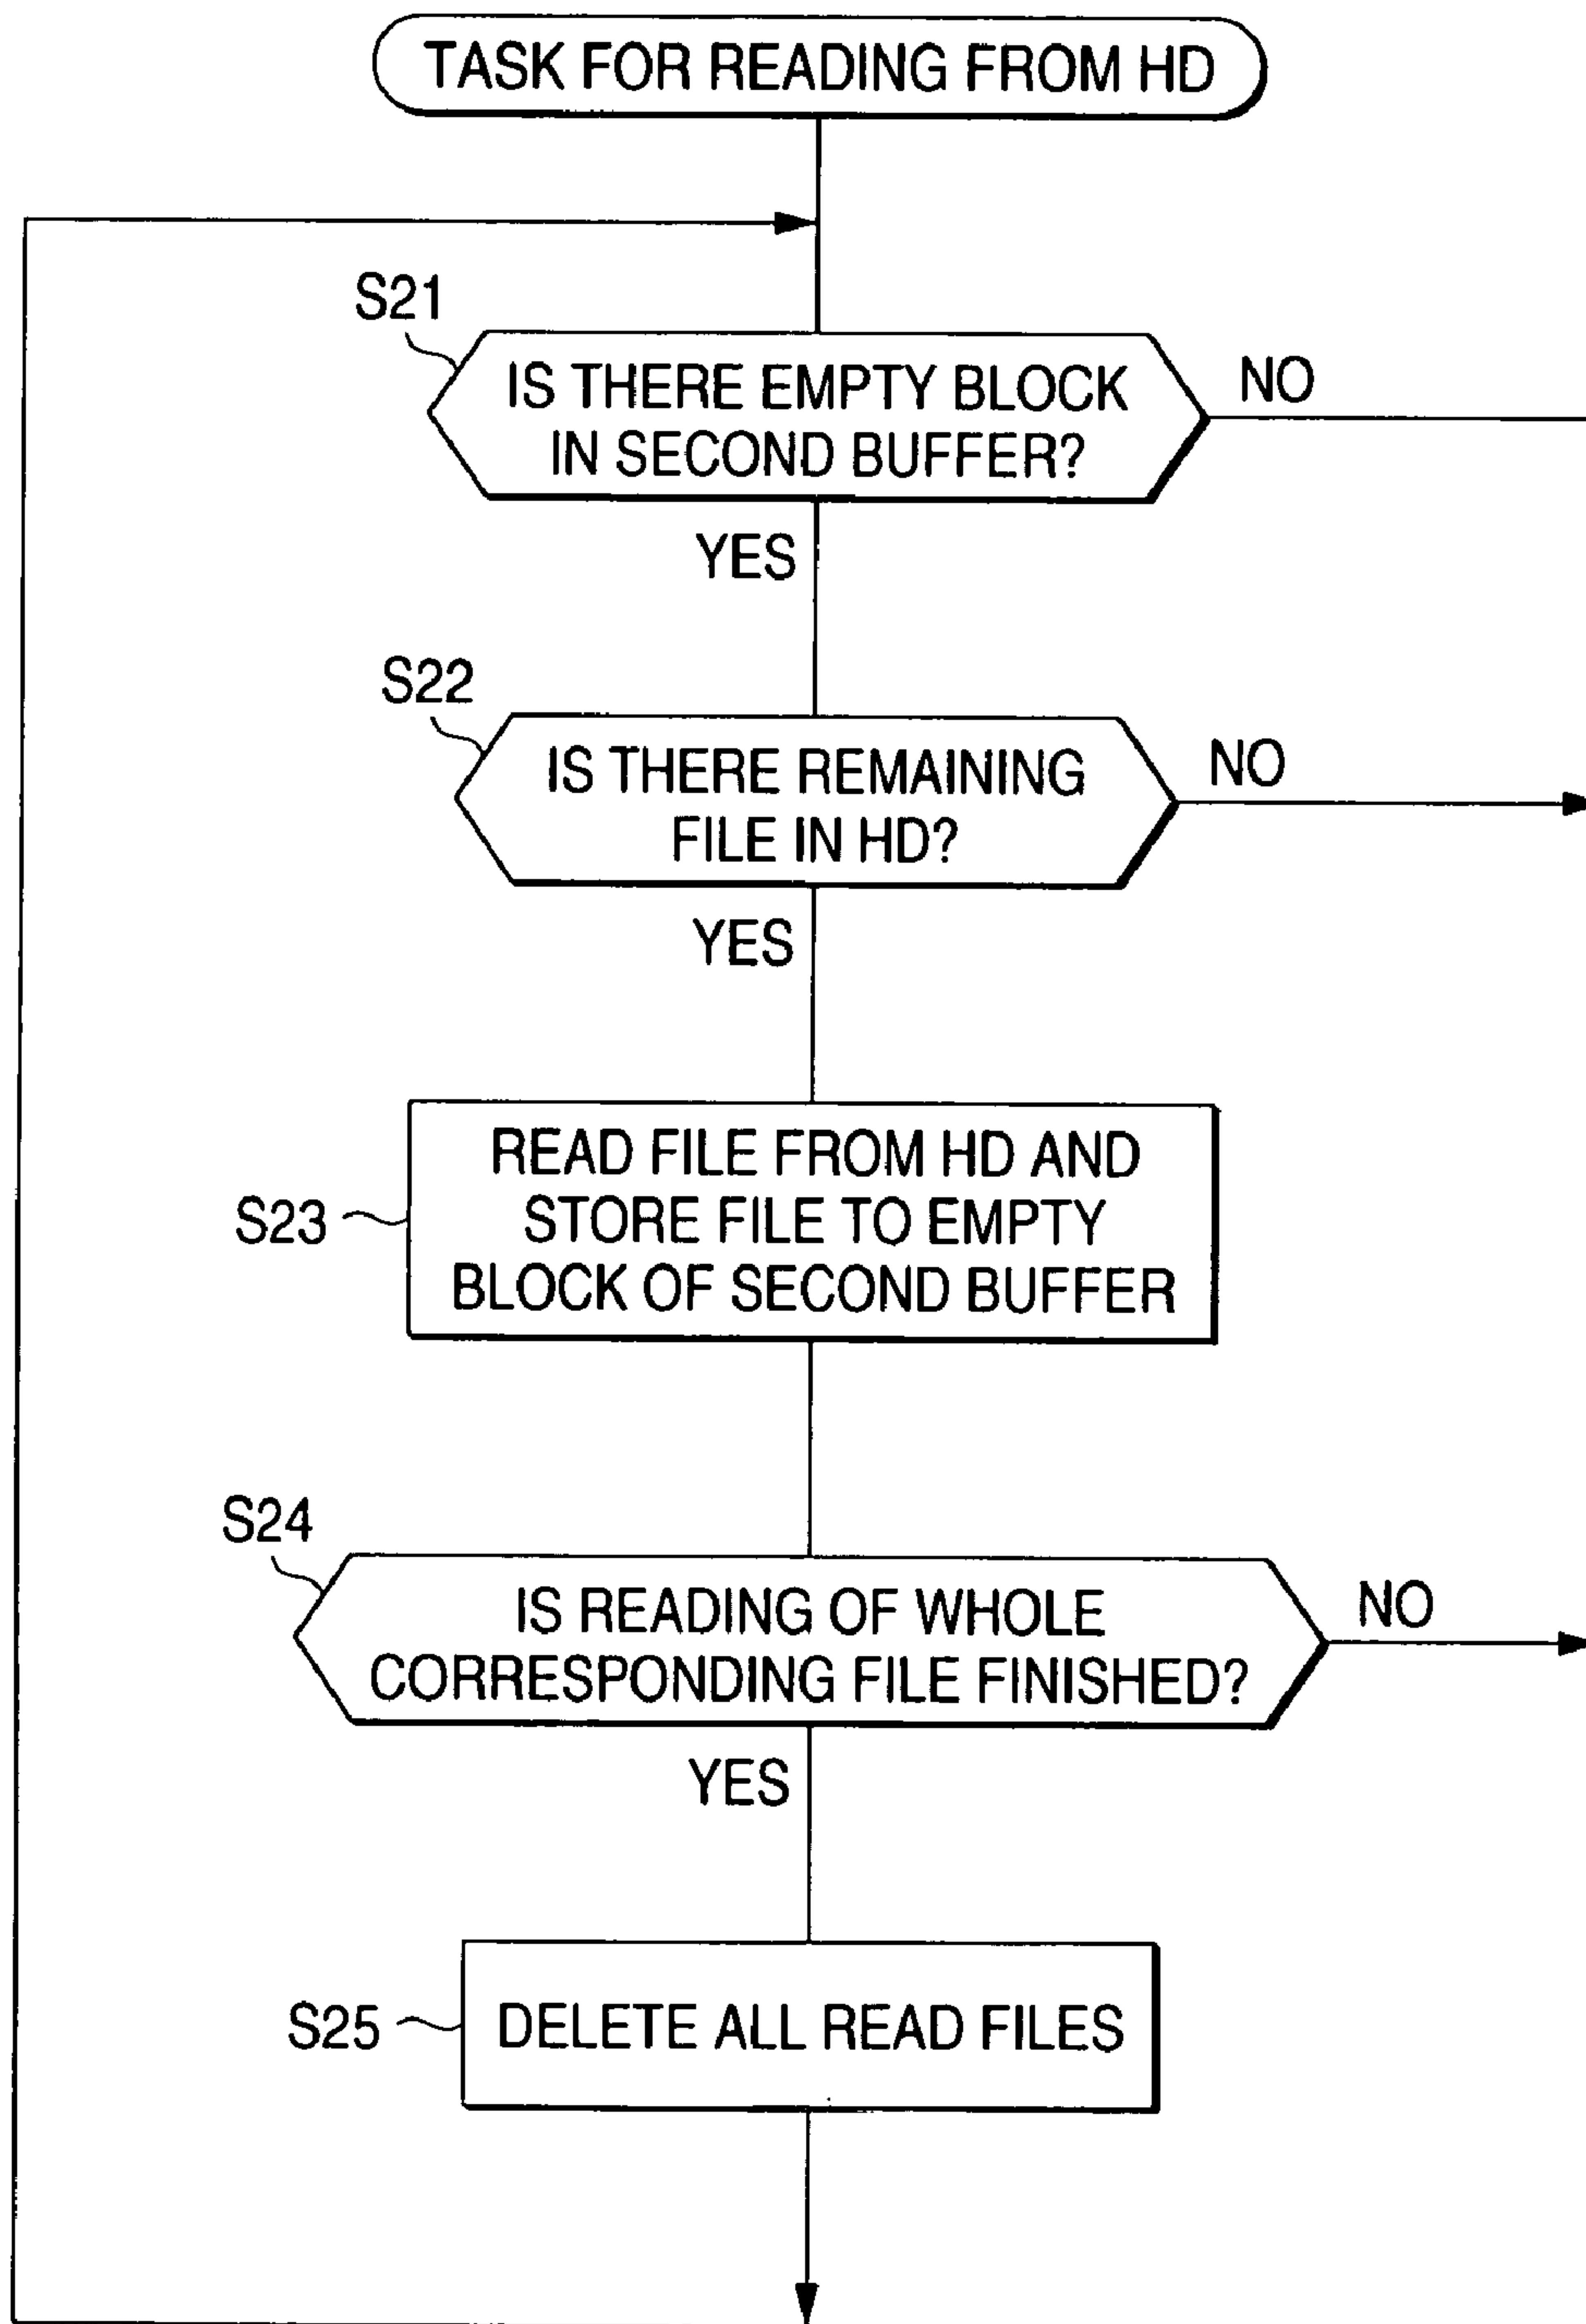 TASK FOR READING FROM HD
S21
IS THERE EMPTY BLOCK
IN SECOND BUFFER?
NO
YES
S22
IS THERE REMAINING
FILE IN HD?
NO
YES
S23
READ FILE FROM HD AND
STORE FILE TO EMPTY
BLOCK OF SECOND BUFFER
S24
IS READING OF WHOLE
CORRESPONDING FILE FINISHED?
NO
YES
S25
DELETE ALL READ FILES